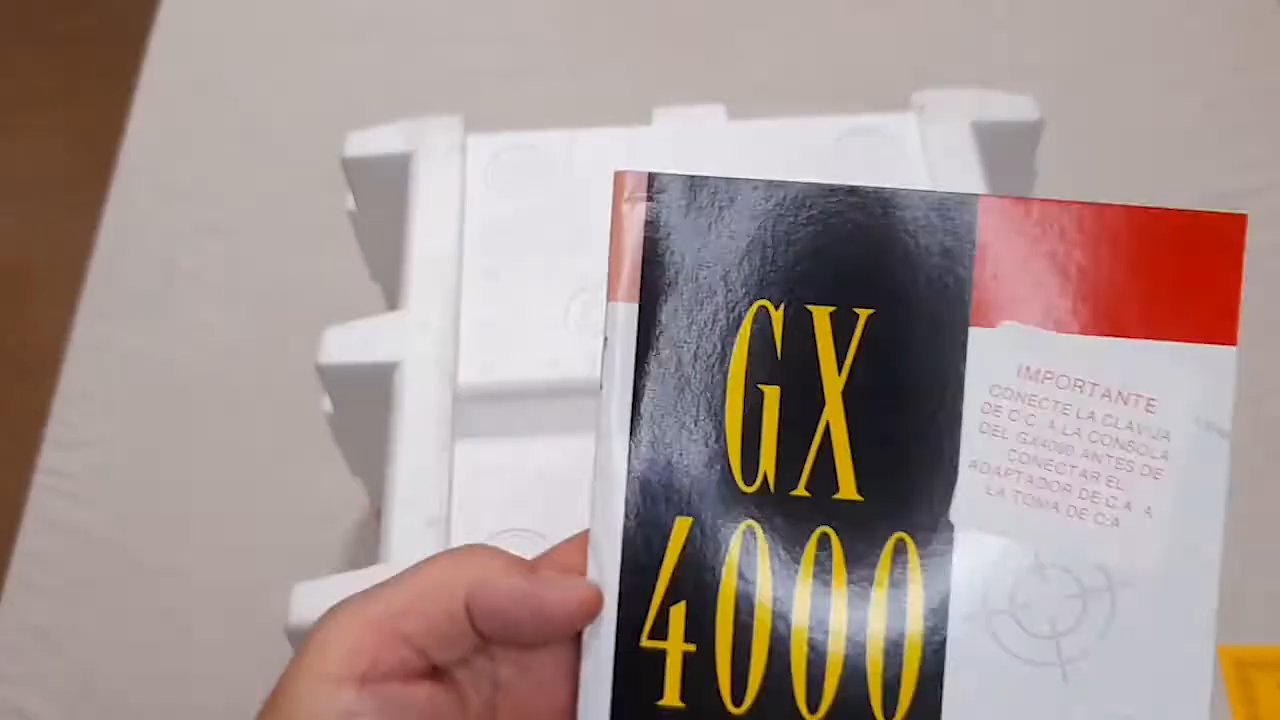 GX
4000
IMPORTANTE
CONECTE LA CLAVIJA
DE C.C. A LA CONSOLA
DEL GX4000 ANTES DE
CONECTAR EL
ADAPTADOR DE C.A. A
LA TOMA DE C.A.